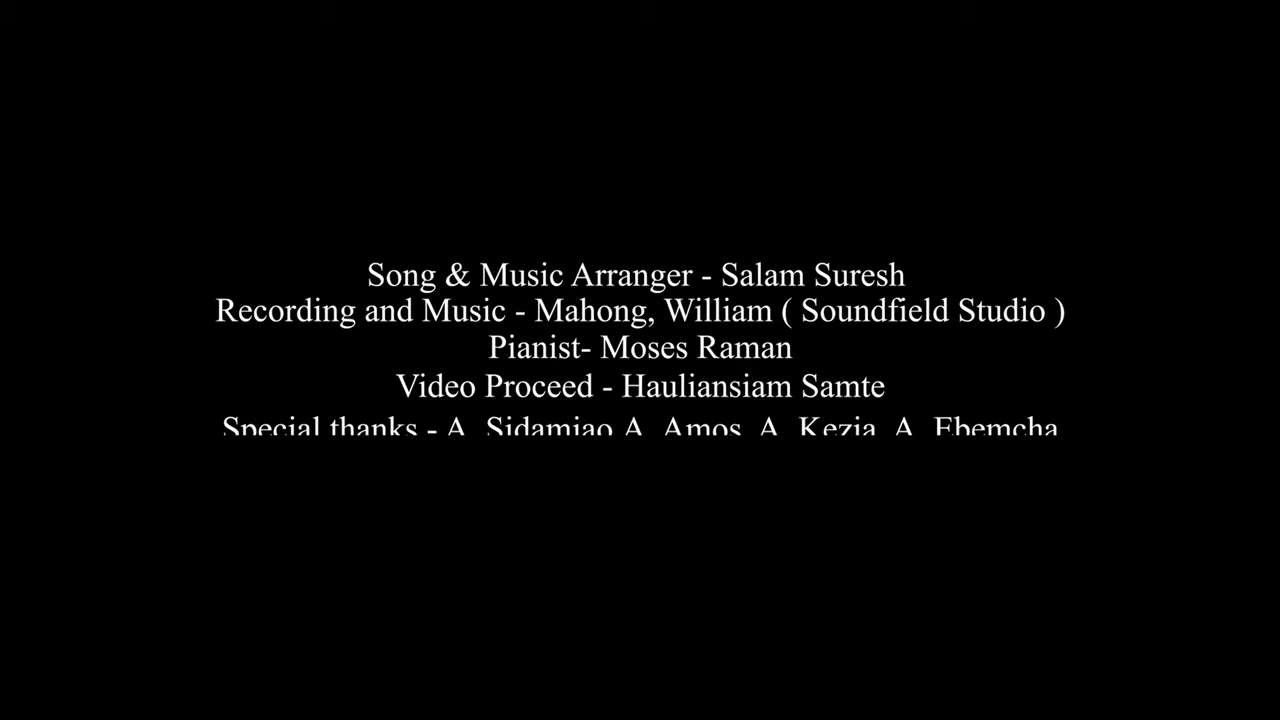 Song & Music Arranger - Salam Suresh
Recording and Music - Mahong, William ( Soundfield Studio )
Pianist- Moses Raman
Video Proceed - Hauliansiam Samte
Special thanks - A. Sidamiao A. Amos, A. Kezia, A. Ebemcha